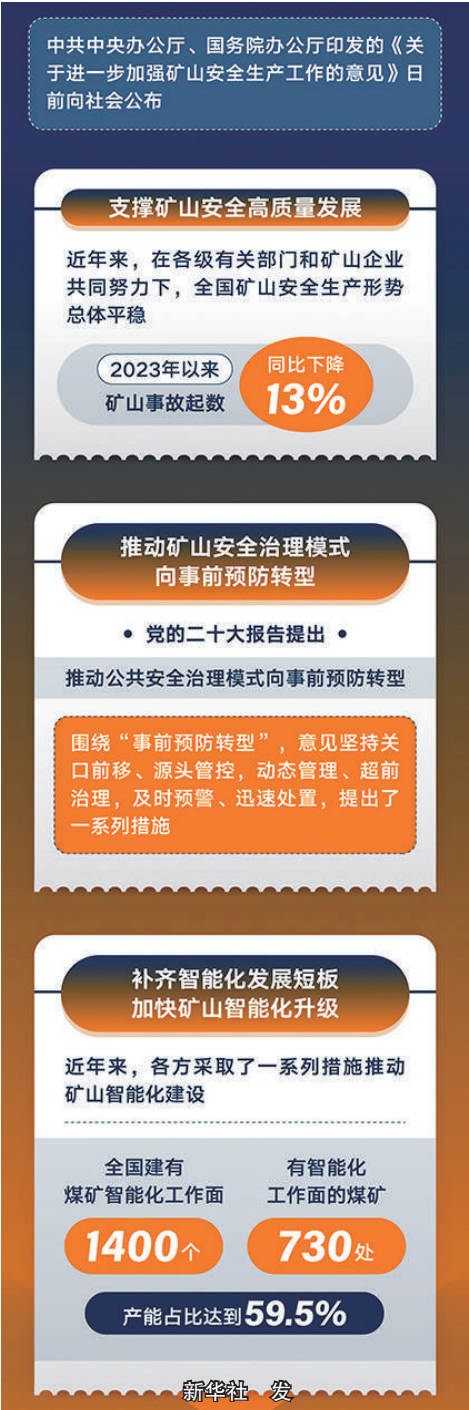 中共中央办公厅、国务院办公厅印发的《关
于进一步加强矿山安全生产工作的意见》日
前向社会公布
支撑矿山安全高质量发展
近年来，在各级有关部门和矿山企业
共同努力下，全国矿山安全生产形势
总体平稳
2023年以来
矿山事故起数
同比下降
13%
推动矿山安全治理模式
向事前预防转型
• 党的二十大报告提出 •
推动公共安全治理模式向事前预防转型
围绕“事前预防转型”，意见坚持关
口前移、源头管控，动态管理、超前
治理，及时预警、迅速处置，提出了
一系列措施
补齐智能化发展短板
加快矿山智能化升级
近年来，各方采取了一系列措施推动
矿山智能化建设
全国建有
煤矿智能化工作面
1400个
有智能化
工作面的煤矿
730处
产能占比达到59.5%
新华社 发